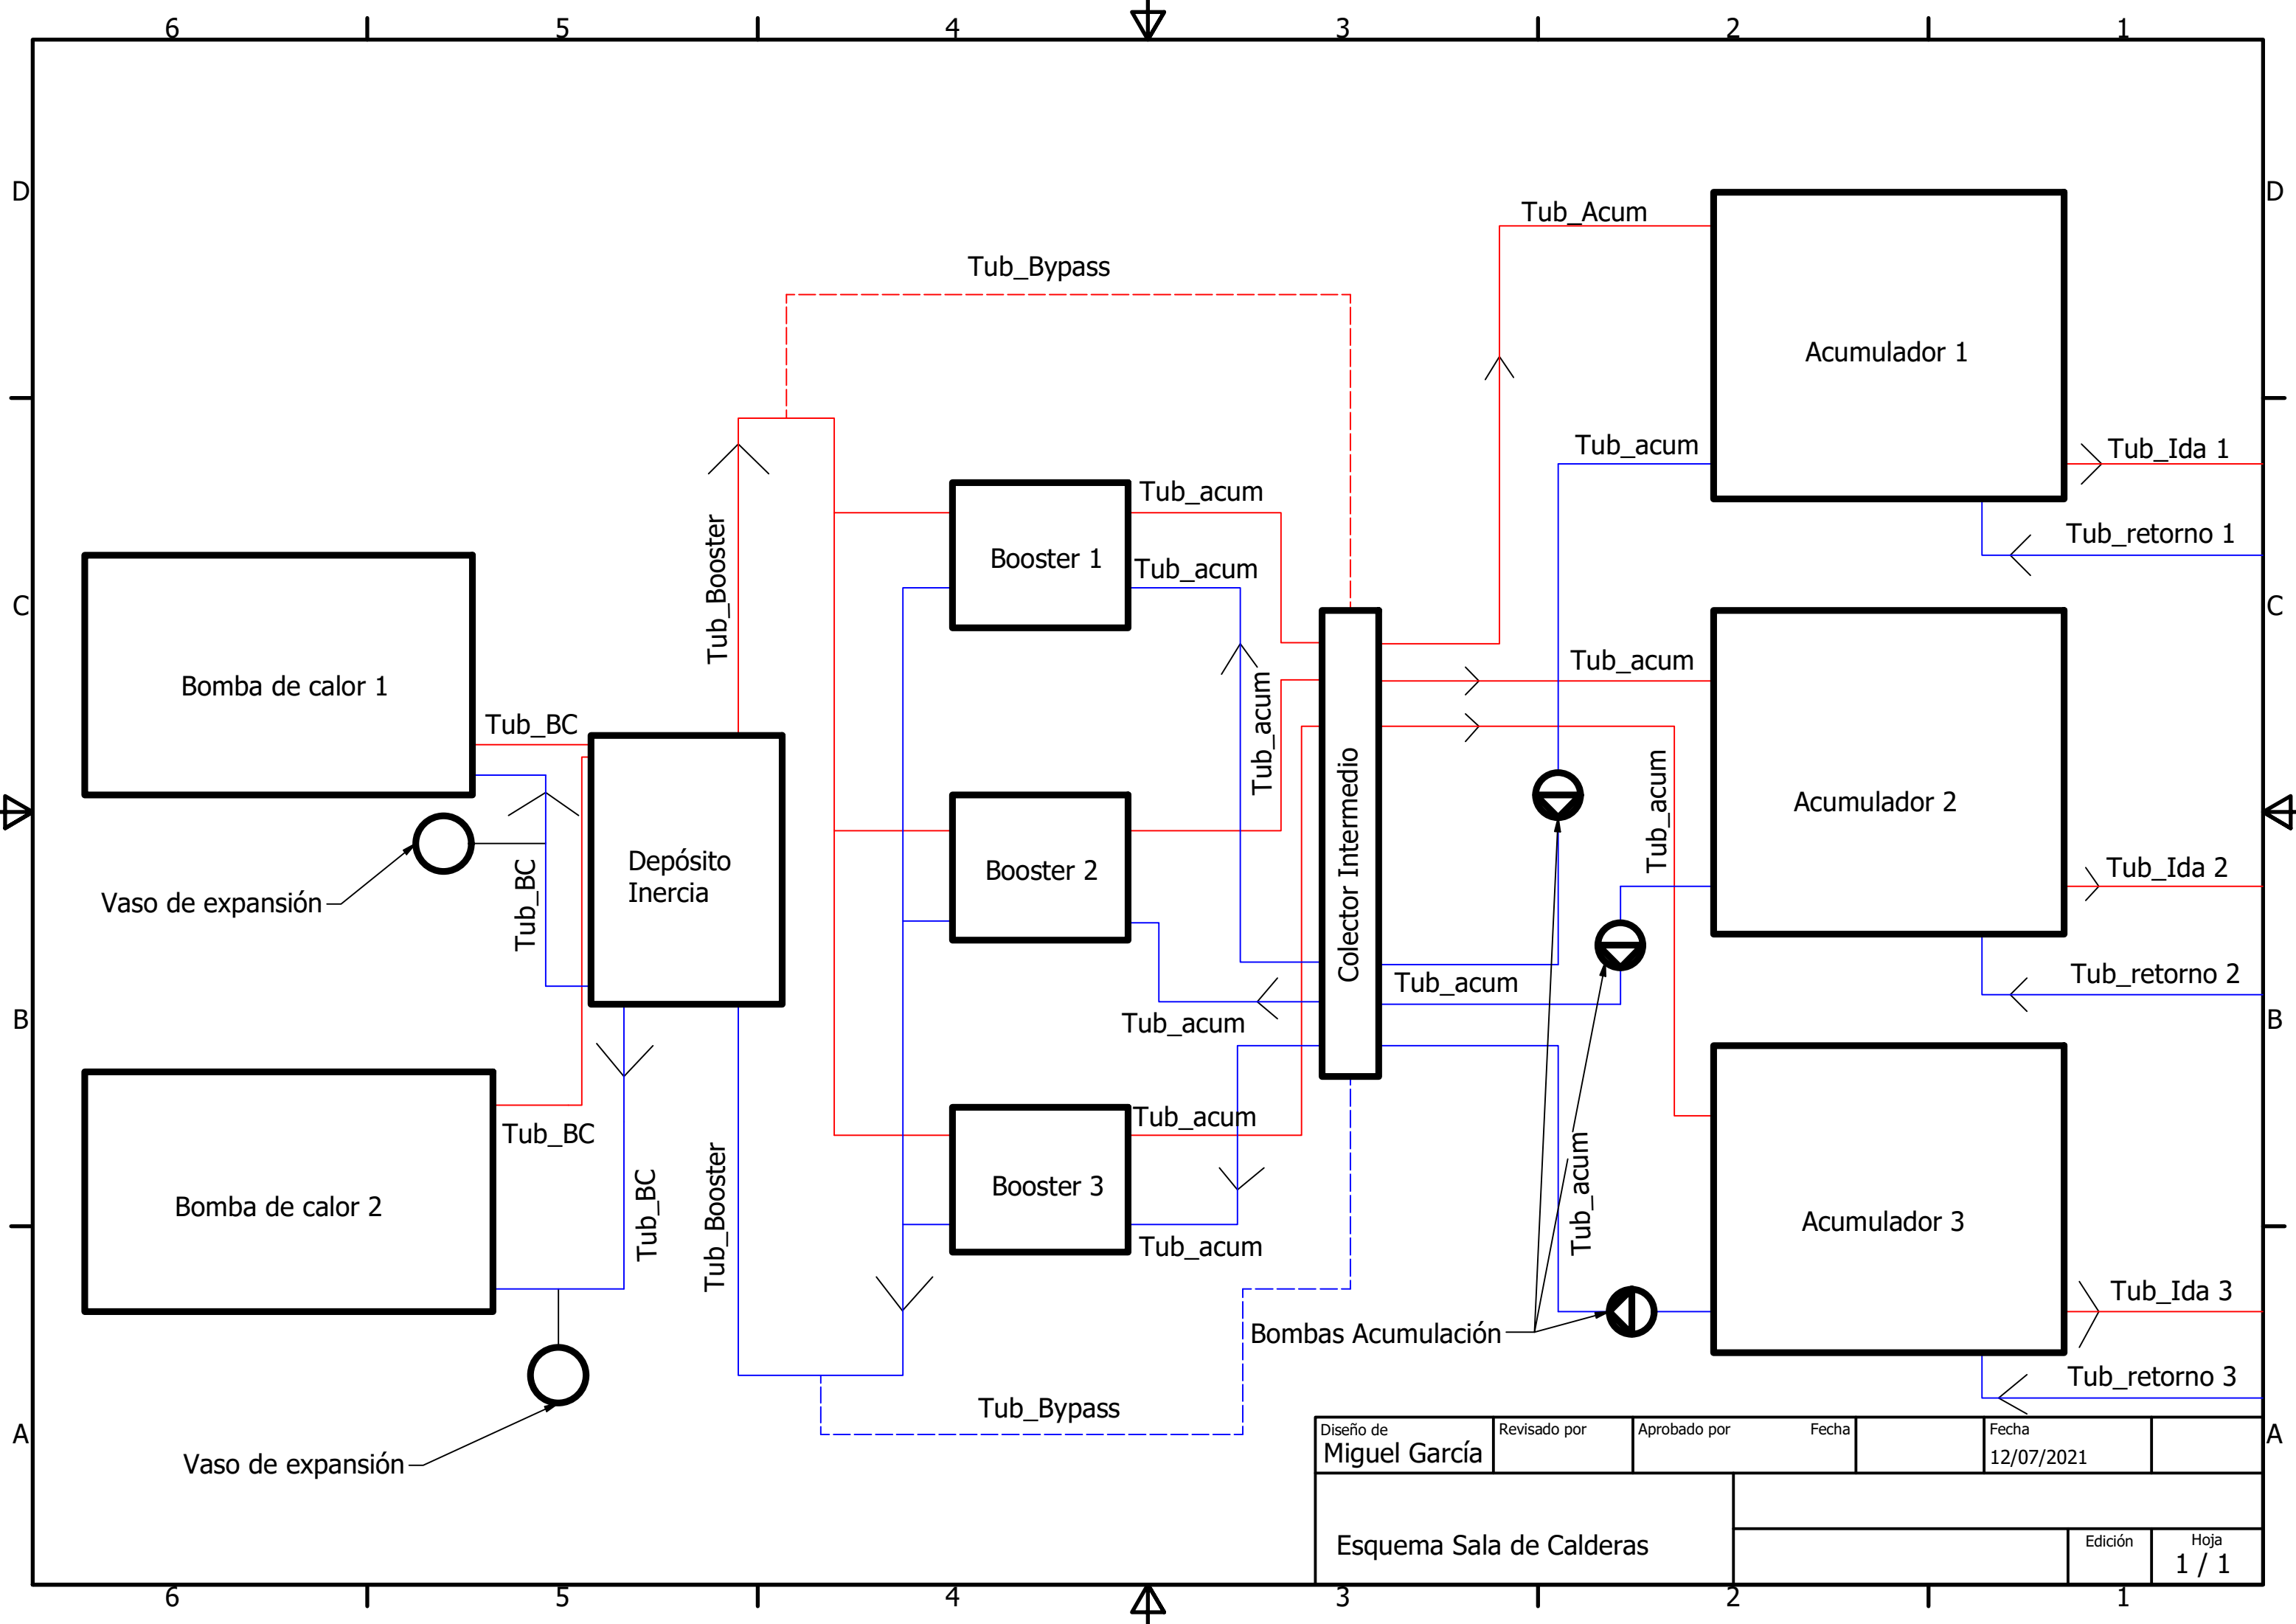 6 5 4 3 2 1
D D
Tub_Acum
Tub_Bypass
Acumulador 1
Tub_acum
Tub_Ida 1
Tub_acum
Tub_retorno 1
Booster 1
Tub_acum
Tub_Booster
C C
Tub_acum
Bomba de calor 1
Tub_acum
Tub_BC
Colector Intermedio
Tub_acum
Acumulador 2
Depósito
Inercia
Booster 2
Tub_Ida 2
Vaso de expansión
Tub_BC
Tub_acum
Tub_retorno 2
Tub_acum
B B
Tub_acum
Tub_BC
Booster 3
Tub_acum
Bomba de calor 2
Tub_BC
Tub_Booster
Acumulador 3
Tub_acum
Tub_Ida 3
Bombas Acumulación
Tub_retorno 3
Tub_Bypass
A A
Vaso de expansión
Diseño de
Miguel García
Revisado por
Aprobado por
Fecha
Fecha
12/07/2021
Esquema Sala de Calderas
Edición
Hoja
1 / 1
6 5 4 3 2 1